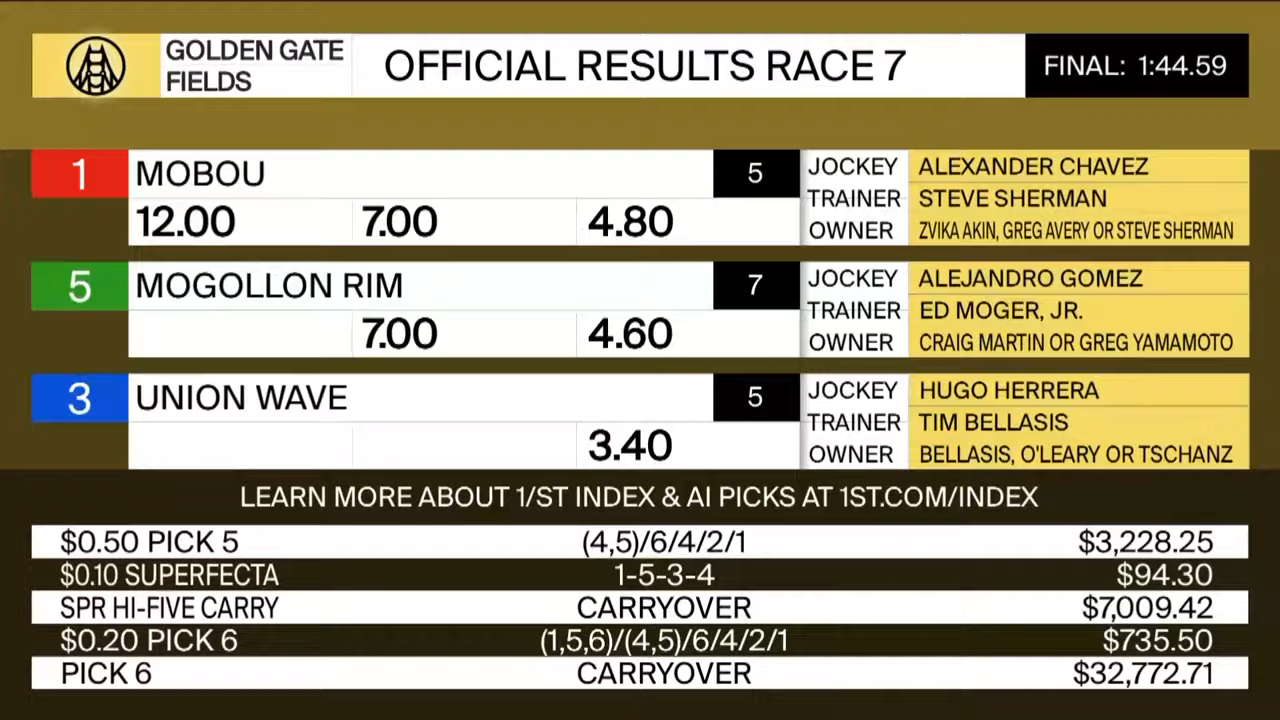 GOLDEN GATE
FIELDS
OFFICIAL RESULTS RACE 7
FINAL: 1:44.59
1 MOBOU 5
12.00 7.00 4.80
JOCKEY ALEXANDER CHAVEZ
TRAINER STEVE SHERMAN
OWNER ZVIKA AKIN, GREG AVERY OR STEVE SHERMAN
5 MOGOLLON RIM 7
7.00 4.60
JOCKEY ALEJANDRO GOMEZ
TRAINER ED MOGER, JR.
OWNER CRAIG MARTIN OR GREG YAMAMOTO
3 UNION WAVE 5
3.40
JOCKEY HUGO HERRERA
TRAINER TIM BELLASIS
OWNER BELLASIS, O'LEARY OR TSCHANZ
LEARN MORE ABOUT 1/ST INDEX & AI PICKS AT 1ST.COM/INDEX
$0.50 PICK 5 (4,5)/6/4/2/1 $3,228.25
$0.10 SUPERFECTA 1-5-3-4 $94.30
SPR HI-FIVE CARRY CARRYOVER $7,009.42
$0.20 PICK 6 (1,5,6)/(4,5)/6/4/2/1 $735.50
PICK 6 CARRYOVER $32,772.71